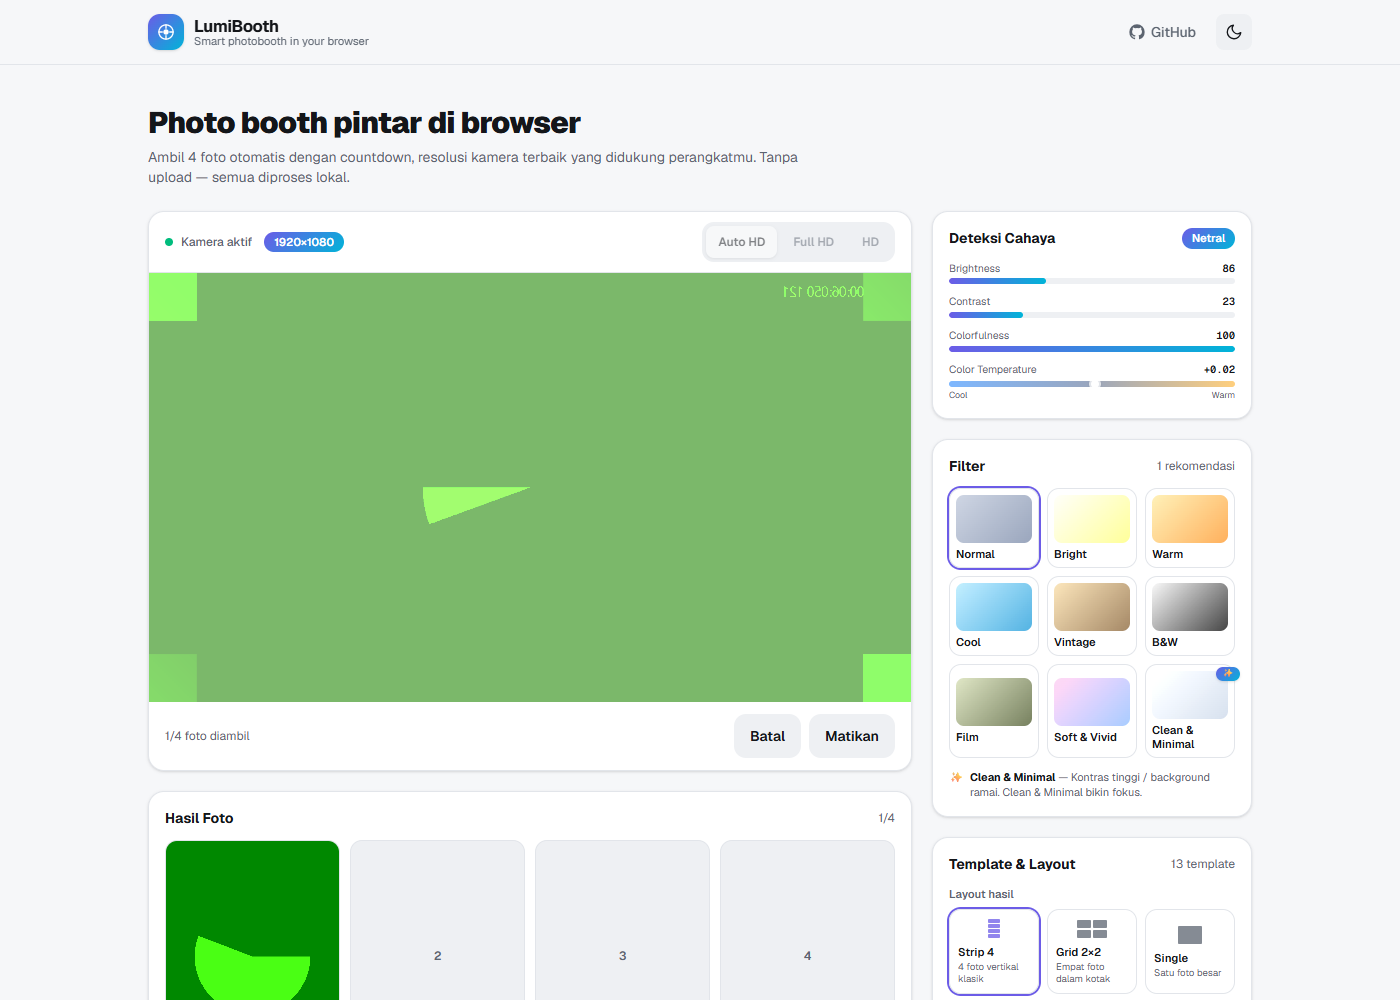 LumiBooth
Smart photobooth in your browser
GitHub
Photo booth pintar di browser
Ambil 4 foto otomatis dengan countdown, resolusi kamera terbaik yang didukung perangkatmu. Tanpa
upload — semua diproses lokal.
Kamera aktif
1920×1080
Auto HD
Full HD
HD
00:06:050 121
1/4 foto diambil
Batal
Matikan
Hasil Foto
1/4
2
3
4
Deteksi Cahaya
Netral
Brightness
86
Contrast
23
Colorfulness
100
Color Temperature
+0.02
Cool
Warm
Filter
1 rekomendasi
Normal
Bright
Warm
Cool
Vintage
B&W
Film
Soft & Vivid
Clean &
Minimal
✨ Clean & Minimal — Kontras tinggi / background
ramai. Clean & Minimal bikin fokus.
Template & Layout
13 template
Layout hasil
Strip 4
4 foto vertikal
klasik
Grid 2×2
Empat foto
dalam kotak
Single
Satu foto besar